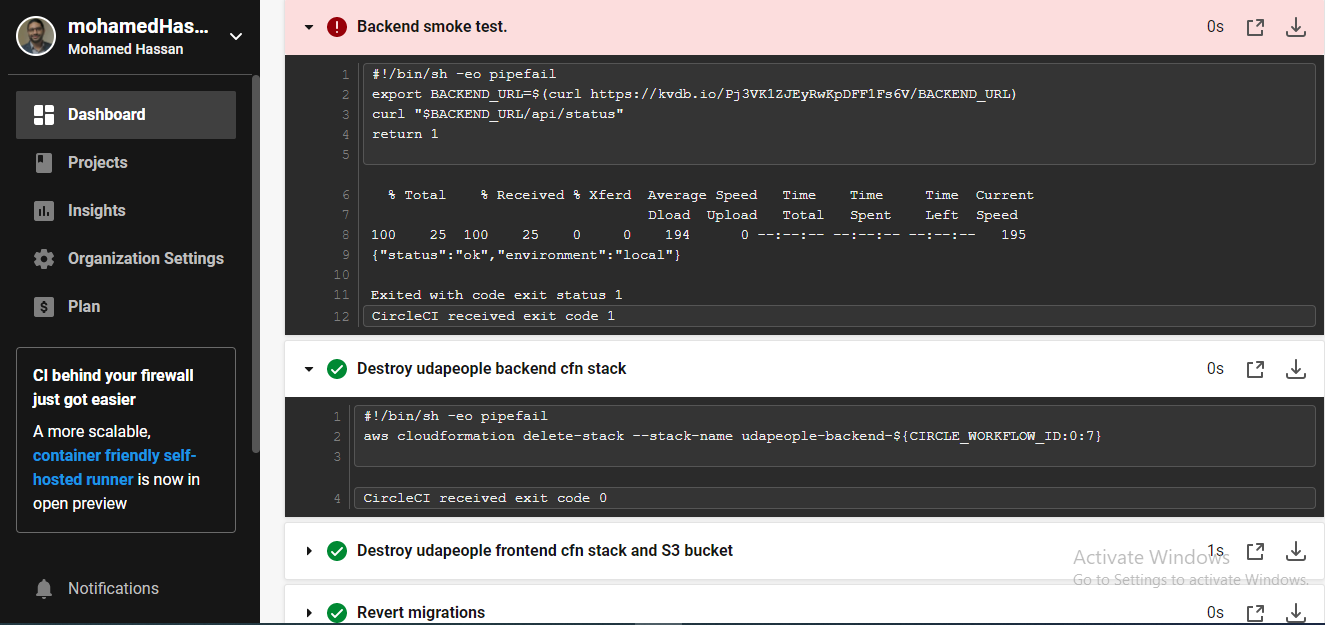 mohamedHas...
Mohamed Hassan
Dashboard
Projects
Insights
Organization Settings
Plan
CI behind your firewall
just got easier
A more scalable,
container friendly self-
hosted runner is now in
open preview
Notifications
Backend smoke test.
0s
1 #!/bin/sh -eo pipefail
2 export BACKEND_URL=$(curl https://kvdb.io/Pj3VK1ZJEyRwKpDFF1Fs6V/BACKEND_URL)
3 curl "$BACKEND_URL/api/status"
4 return 1
5
6 % Total % Received % Xferd Average Speed Time Time Time Current
7 Dload Upload Total Spent Left Speed
8 100 25 100 25 0 0 194 0 --:--:-- --:--:-- --:--:-- 195
9 {"status":"ok","environment":"local"}
10
11 Exited with code exit status 1
12 CircleCI received exit code 1
Destroy udapeople backend cfn stack
0s
1 #!/bin/sh -eo pipefail
2 aws cloudformation delete-stack --stack-name udapeople-backend-${CIRCLE_WORKFLOW_ID:0:7}
3
4 CircleCI received exit code 0
Destroy udapeople frontend cfn stack and S3 bucket
1s
Revert migrations
0s
Activate Windows
Go to Settings to activate Windows.